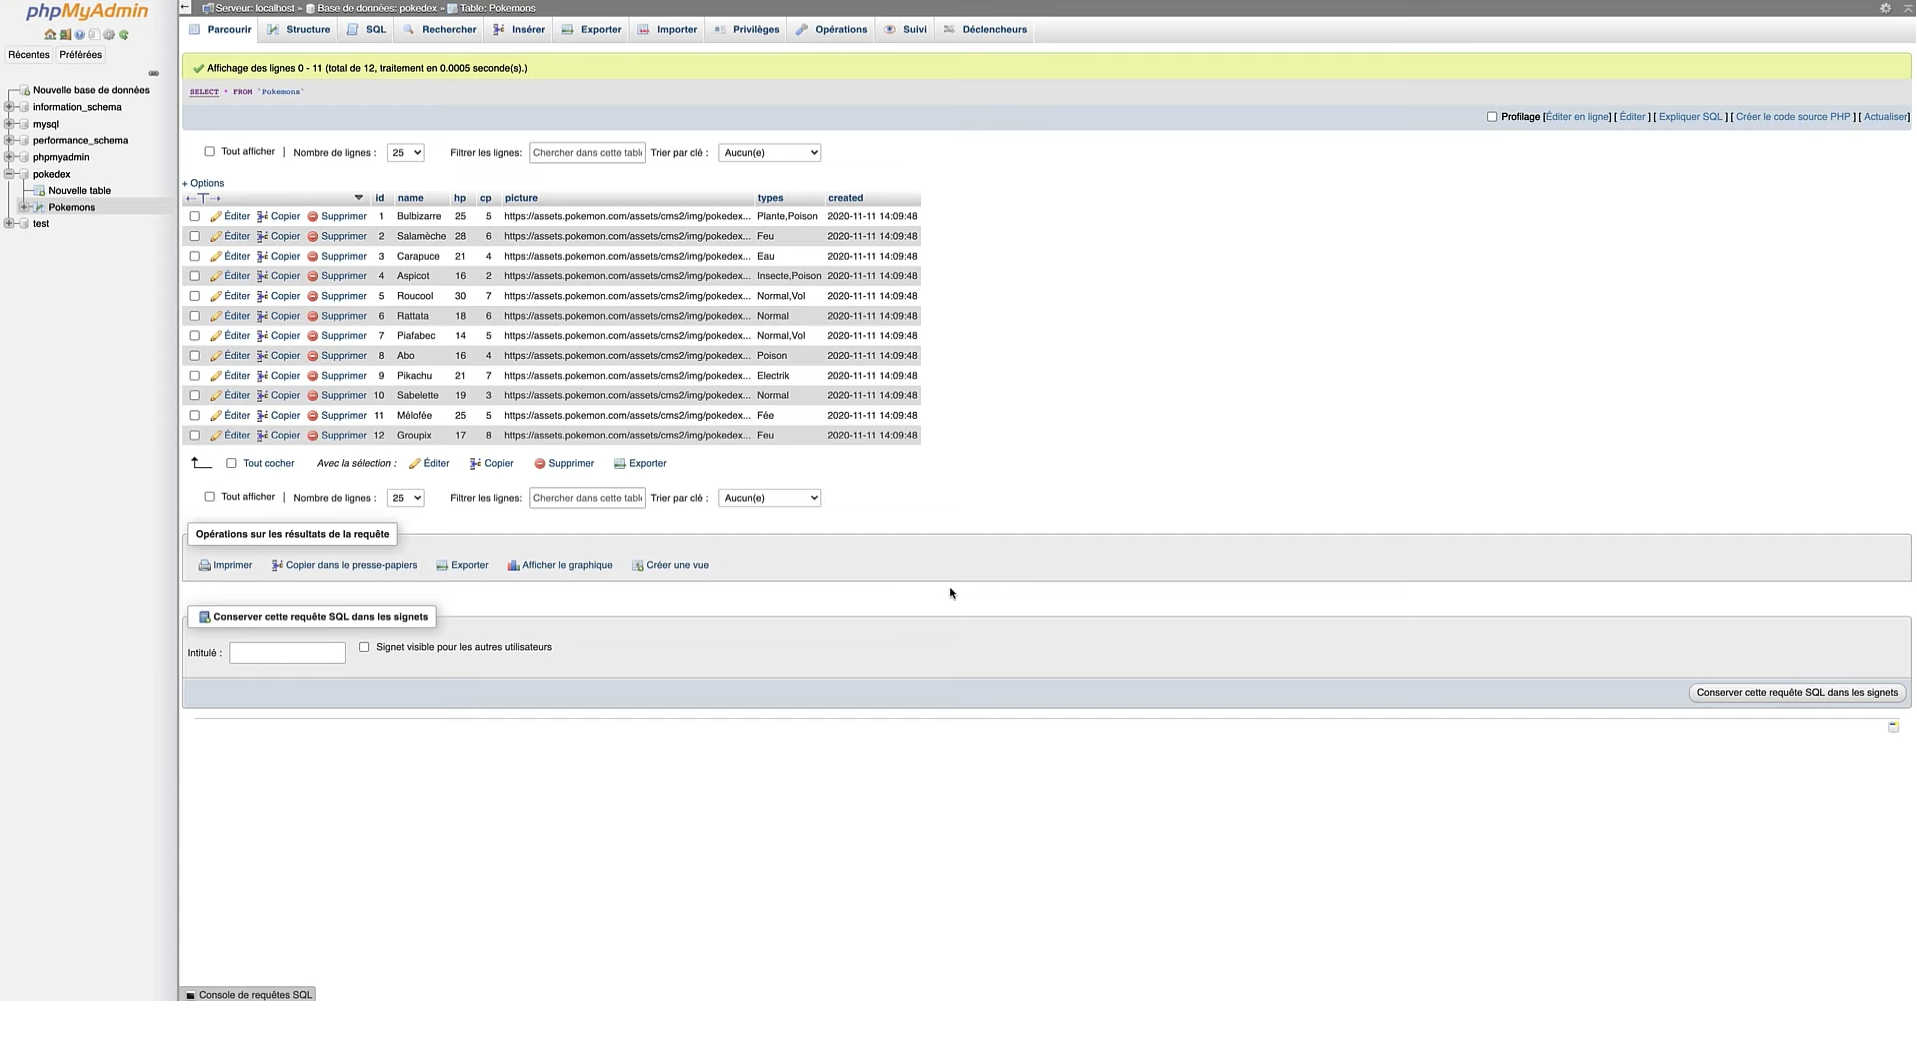 phpMyAdmin
Récentes Préférées
Nouvelle base de données
information_schema
mysql
performance_schema
phpmyadmin
pokedex
Nouvelle table
Pokemons
test
Serveur: localhost » Base de données: pokedex » Table: Pokemons
Parcourir Structure SQL Rechercher Insérer Exporter Importer Privilèges Opérations Suivi Déclencheurs
Affichage des lignes 0 - 11 (total de 12, traitement en 0.0005 seconde(s).)
SELECT * FROM `Pokemons`
Profilage [Éditer en ligne] [ Éditer ] [ Expliquer SQL ] [ Créer le code source PHP ] [ Actualiser]
Tout afficher | Nombre de lignes : 25 Filtrer les lignes: Chercher dans cette tabl Trier par clé : Aucun(e)
+ Options
←T→ id name hp cp picture types created
Éditer Copier Supprimer 1 Bulbizarre 25 5 https://assets.pokemon.com/assets/cms2/img/pokedex... Plante,Poison 2020-11-11 14:09:48
Éditer Copier Supprimer 2 Salamèche 28 6 https://assets.pokemon.com/assets/cms2/img/pokedex... Feu 2020-11-11 14:09:48
Éditer Copier Supprimer 3 Carapuce 21 4 https://assets.pokemon.com/assets/cms2/img/pokedex... Eau 2020-11-11 14:09:48
Éditer Copier Supprimer 4 Aspicot 16 2 https://assets.pokemon.com/assets/cms2/img/pokedex... Insecte,Poison 2020-11-11 14:09:48
Éditer Copier Supprimer 5 Roucool 30 7 https://assets.pokemon.com/assets/cms2/img/pokedex... Normal,Vol 2020-11-11 14:09:48
Éditer Copier Supprimer 6 Rattata 18 6 https://assets.pokemon.com/assets/cms2/img/pokedex... Normal 2020-11-11 14:09:48
Éditer Copier Supprimer 7 Piafabec 14 5 https://assets.pokemon.com/assets/cms2/img/pokedex... Normal,Vol 2020-11-11 14:09:48
Éditer Copier Supprimer 8 Abo 16 4 https://assets.pokemon.com/assets/cms2/img/pokedex... Poison 2020-11-11 14:09:48
Éditer Copier Supprimer 9 Pikachu 21 7 https://assets.pokemon.com/assets/cms2/img/pokedex... Electrik 2020-11-11 14:09:48
Éditer Copier Supprimer 10 Sabelette 19 3 https://assets.pokemon.com/assets/cms2/img/pokedex... Normal 2020-11-11 14:09:48
Éditer Copier Supprimer 11 Mélofée 25 5 https://assets.pokemon.com/assets/cms2/img/pokedex... Fée 2020-11-11 14:09:48
Éditer Copier Supprimer 12 Groupix 17 8 https://assets.pokemon.com/assets/cms2/img/pokedex... Feu 2020-11-11 14:09:48
Tout cocher Avec la sélection : Éditer Copier Supprimer Exporter
Tout afficher | Nombre de lignes : 25 Filtrer les lignes: Chercher dans cette tabl Trier par clé : Aucun(e)
Opérations sur les résultats de la requête
Imprimer Copier dans le presse-papiers Exporter Afficher le graphique Créer une vue
Conserver cette requête SQL dans les signets
Intitulé : Signet visible pour les autres utilisateurs
Conserver cette requête SQL dans les signets
Console de requêtes SQL